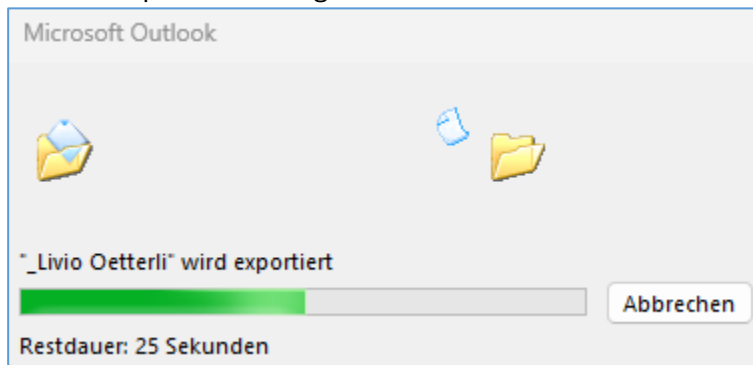 Microsoft Outlook
"_Livio Oetterli" wird exportiert
Abbrechen
Restdauer: 25 Sekunden